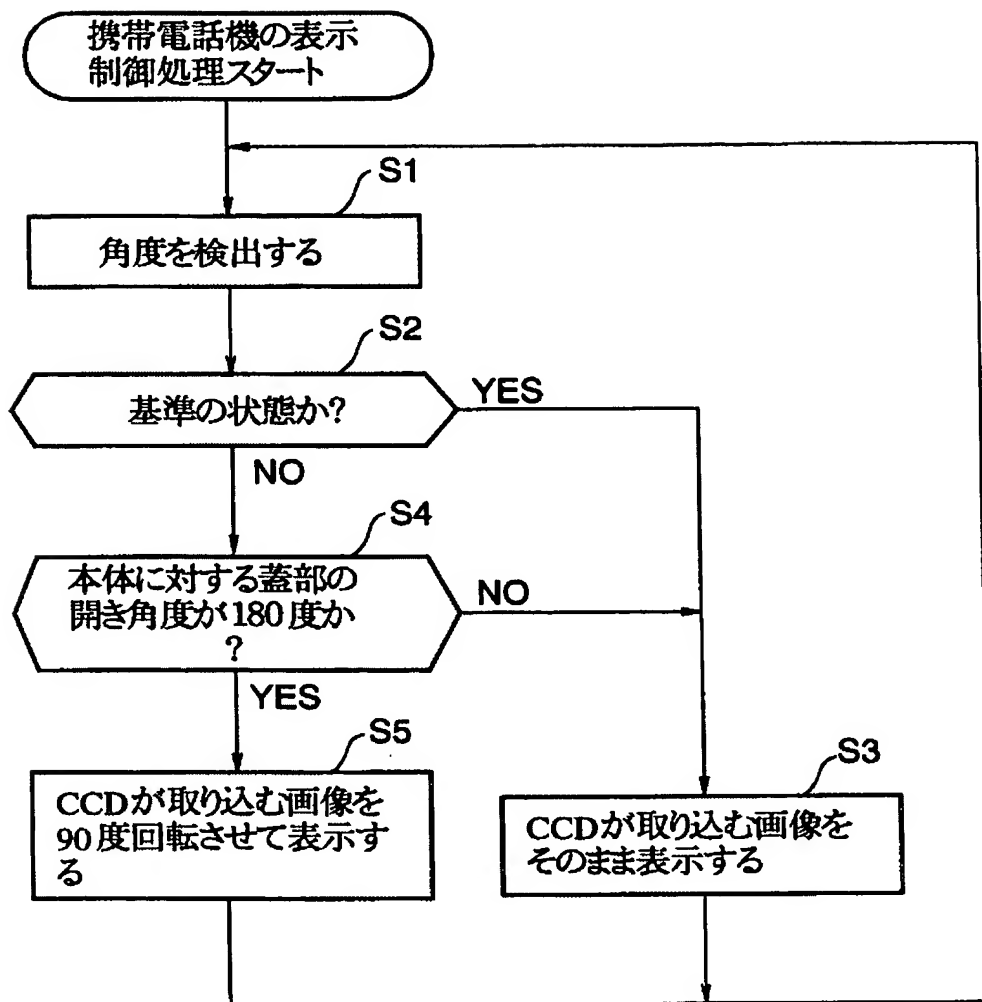 携帯電話機の表示
制御処理スタート
S1
角度を検出する
S2
基準の状態か?
YES
NO
S4
本体に対する蓋部の
開き角度が180度か
?
NO
YES
S5
CCDが取り込む画像を
90度回転させて表示す
る
S3
CCDが取り込む画像を
そのまま表示する